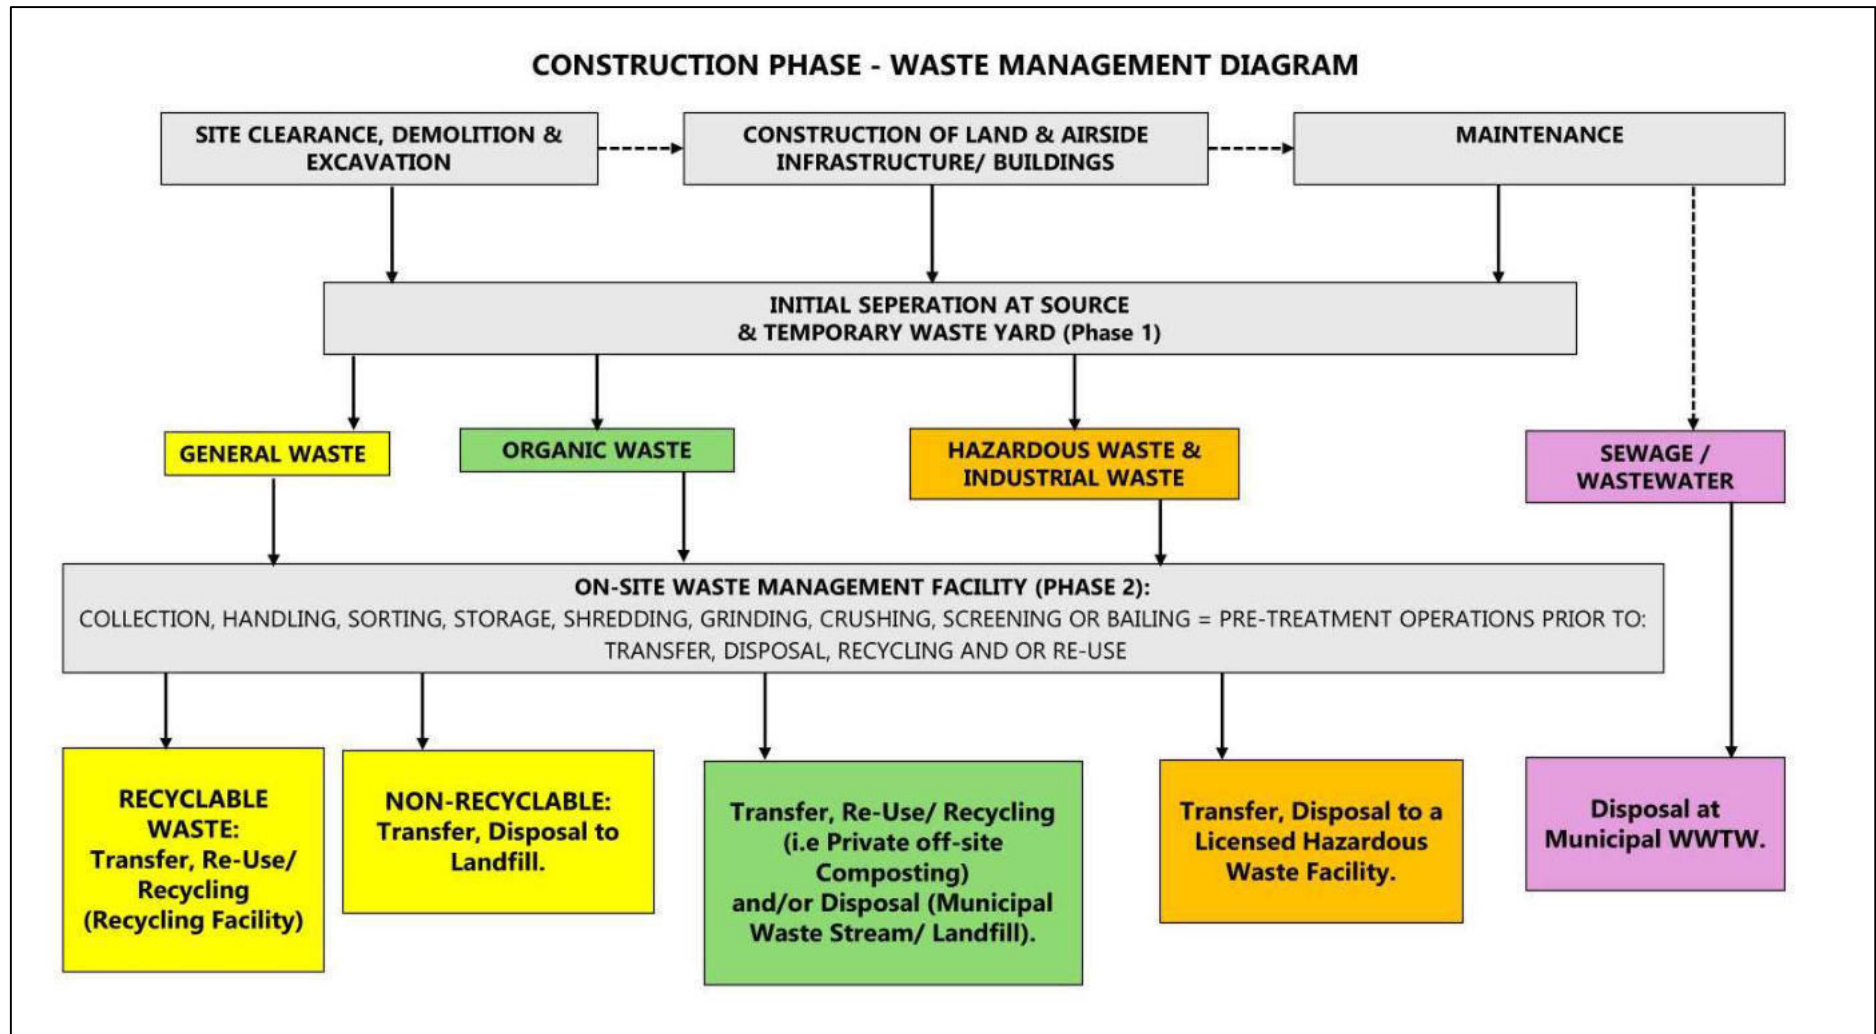 CONSTRUCTION PHASE - WASTE MANAGEMENT DIAGRAM
SITE CLEARANCE, DEMOLITION &
EXCAVATION
CONSTRUCTION OF LAND & AIRSIDE
INFRASTRUCTURE/ BUILDINGS
MAINTENANCE
INITIAL SEPERATION AT SOURCE
& TEMPORARY WASTE YARD (Phase 1)
GENERAL WASTE
ORGANIC WASTE
HAZARDOUS WASTE &
INDUSTRIAL WASTE
SEWAGE /
WASTEWATER
ON-SITE WASTE MANAGEMENT FACILITY (PHASE 2):
COLLECTION, HANDLING, SORTING, STORAGE, SHREDDING, GRINDING, CRUSHING, SCREENING OR BAILING = PRE-TREATMENT OPERATIONS PRIOR TO:
TRANSFER, DISPOSAL, RECYCLING AND OR RE-USE
RECYCLABLE
WASTE:
Transfer, Re-Use/
Recycling
(Recycling Facility)
NON-RECYCLABLE:
Transfer, Disposal to
Landfill.
Transfer, Re-Use/ Recycling
(i.e Private off-site
Composting)
and/or Disposal (Municipal
Waste Stream/ Landfill).
Transfer, Disposal to a
Licensed Hazardous
Waste Facility.
Disposal at
Municipal WWTW.